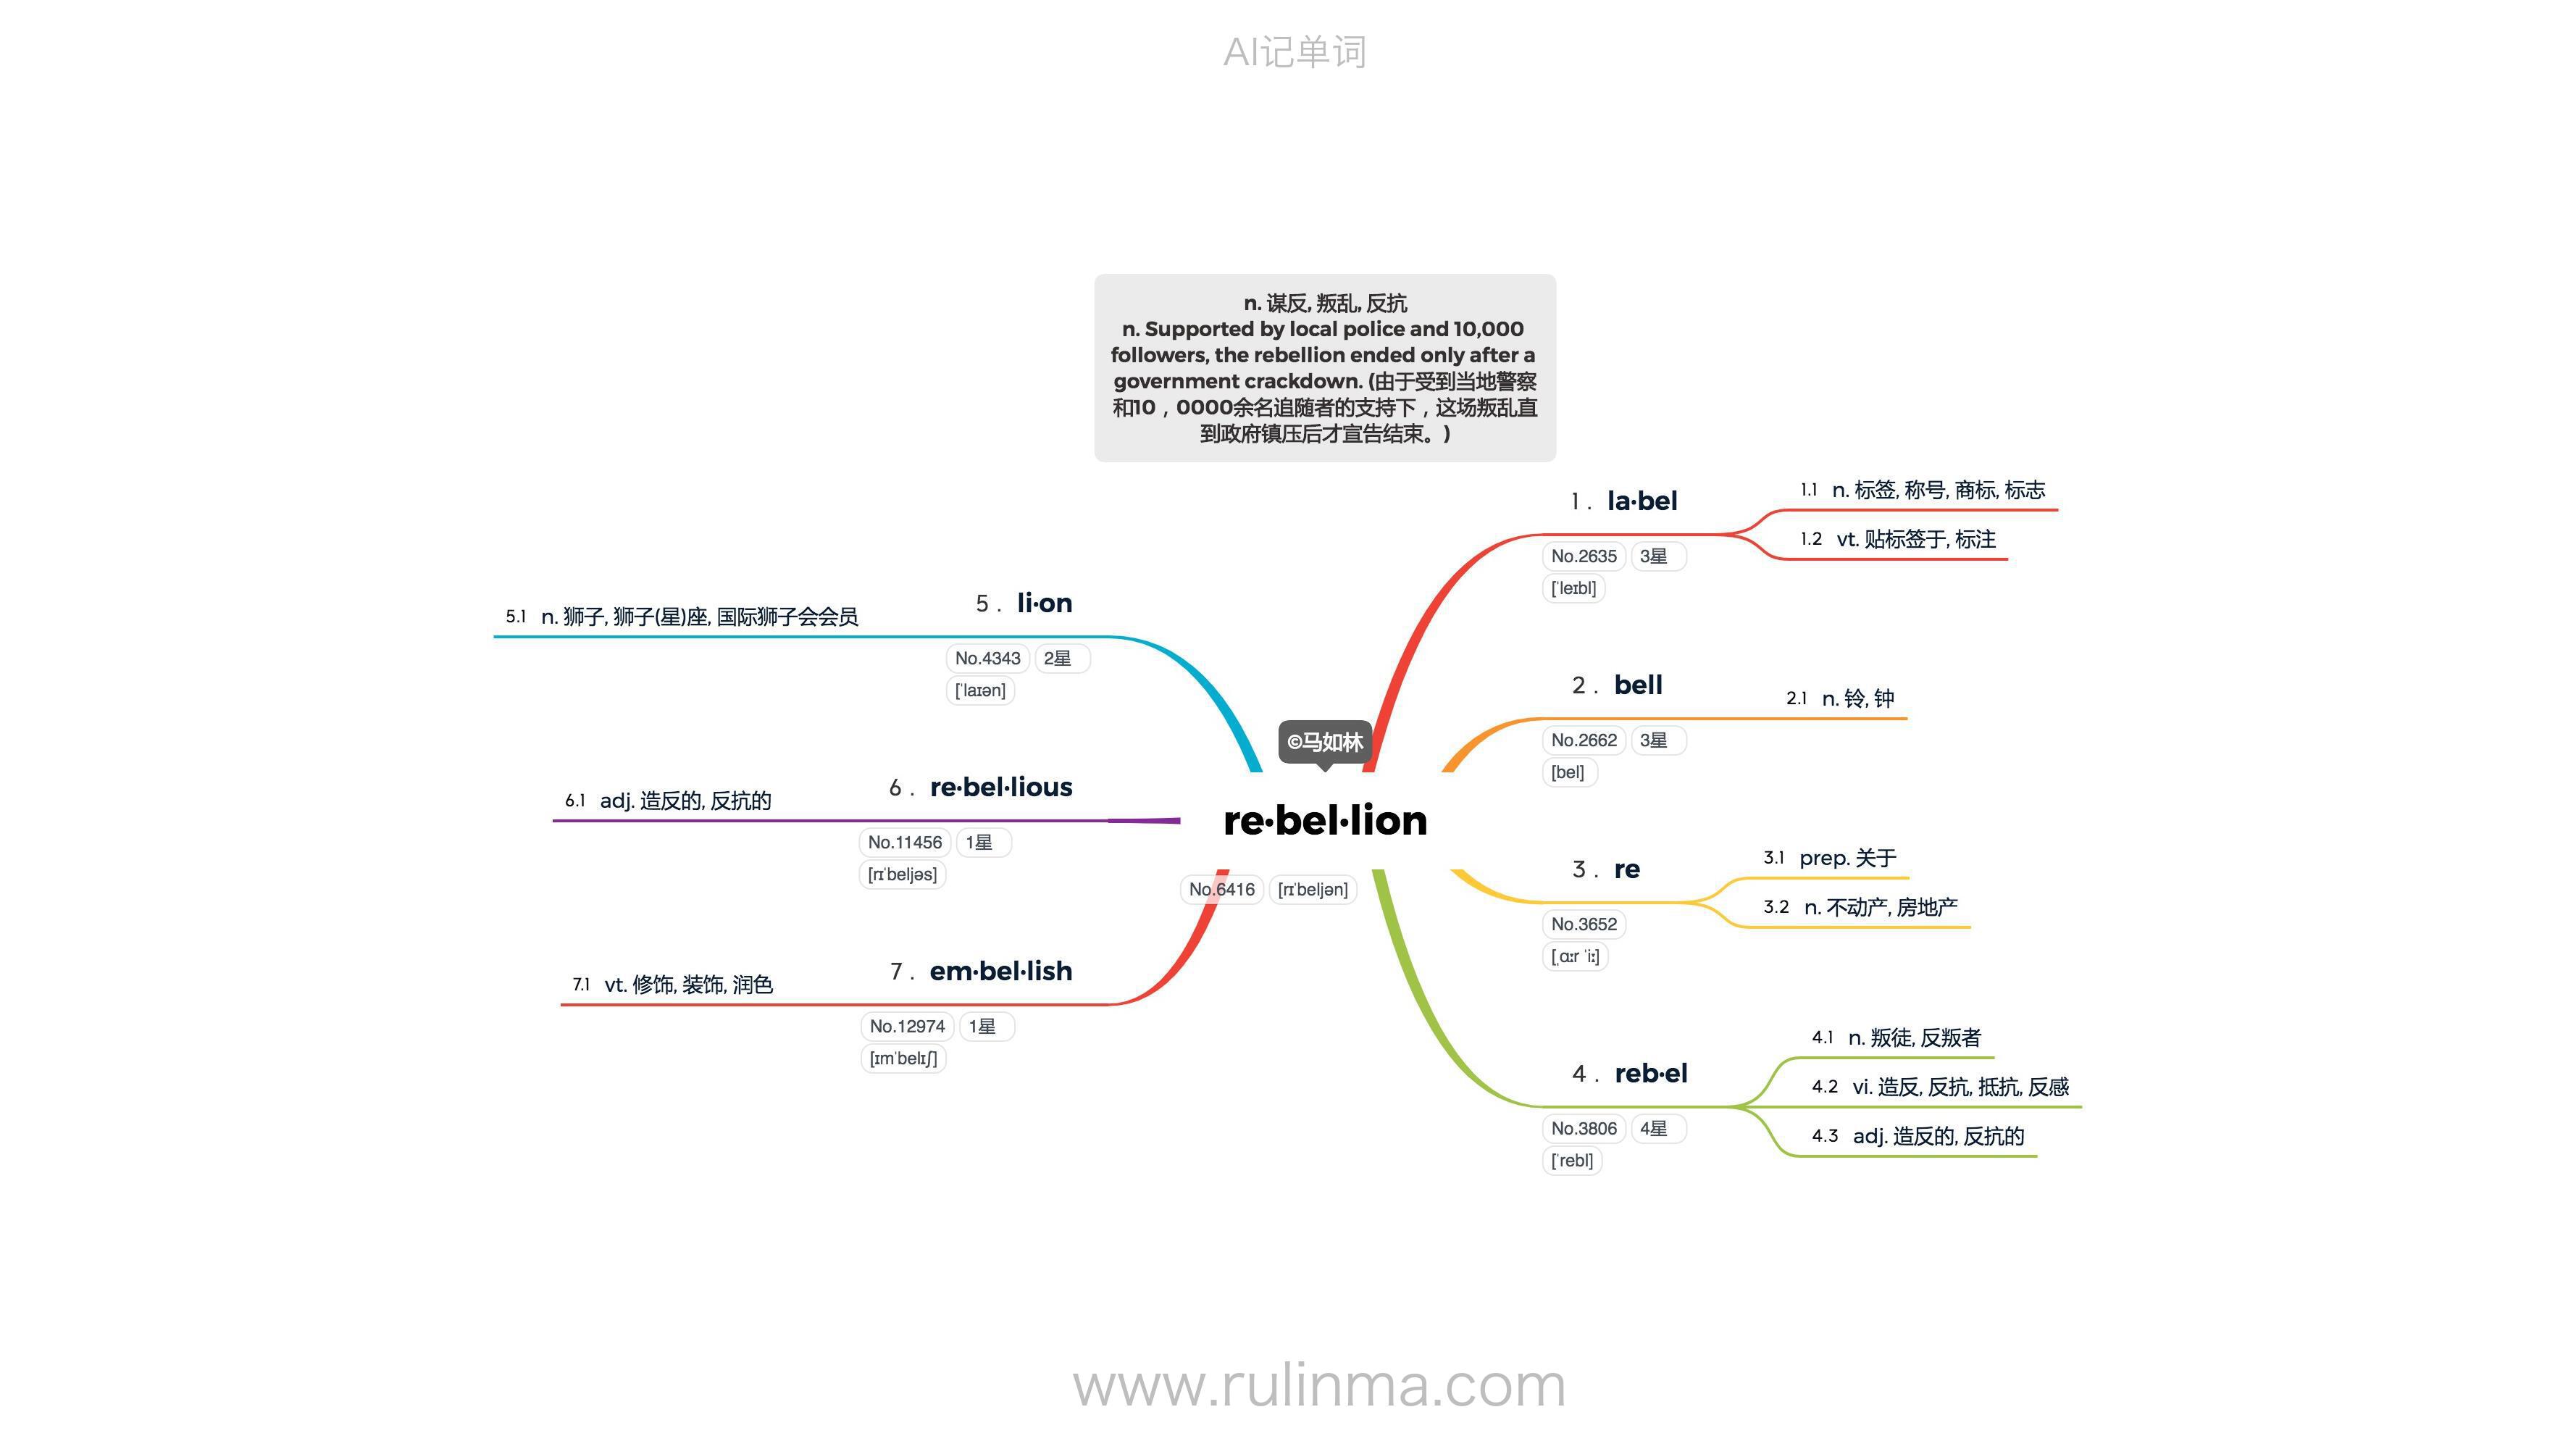 AI记单词
n. 谋反, 叛乱, 反抗
n. Supported by local police and 10,000
followers, the rebellion ended only after a
government crackdown. (由于受到当地警察
和10，0000余名追随者的支持下，这场叛乱直
到政府镇压后才宣告结束。)
©马如林
re·bel·lion
No.6416 [rɪˈbeljən]
1. la·bel
No.2635 3星
[ˈleɪbl]
1.1 n. 标签, 称号, 商标, 标志
1.2 vt. 贴标签于, 标注
2. bell
No.2662 3星
[bel]
2.1 n. 铃, 钟
3. re
No.3652
[ˌɑːr ˈiː]
3.1 prep. 关于
3.2 n. 不动产, 房地产
4. reb·el
No.3806 4星
[ˈrebl]
4.1 n. 叛徒, 反叛者
4.2 vi. 造反, 反抗, 抵抗, 反感
4.3 adj. 造反的, 反抗的
5. li·on
No.4343 2星
[ˈlaɪən]
5.1 n. 狮子, 狮子(星)座, 国际狮子会会员
6. re·bel·lious
No.11456 1星
[rɪˈbeljəs]
6.1 adj. 造反的, 反抗的
7. em·bel·lish
No.12974 1星
[ɪmˈbelɪʃ]
7.1 vt. 修饰, 装饰, 润色
www.rulinma.com